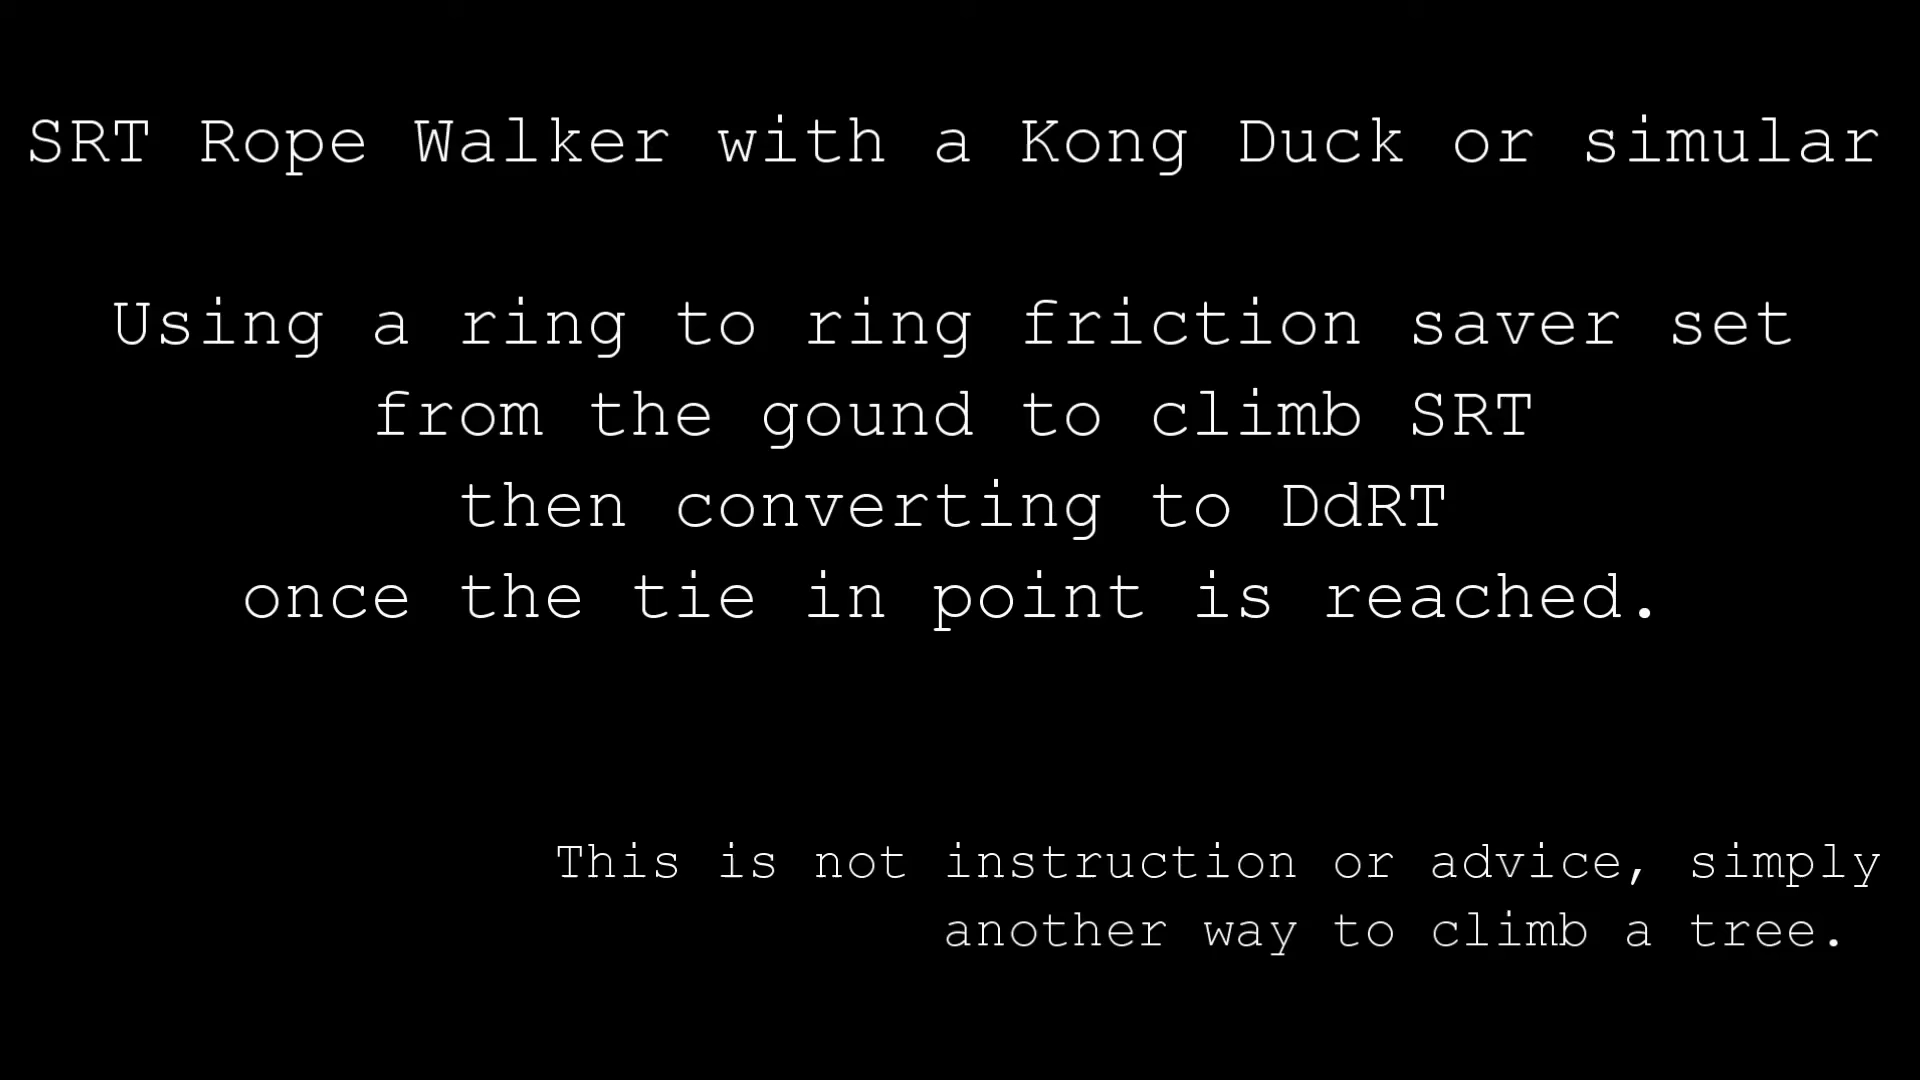 SRT Rope Walker with a Kong Duck or simular
Using a ring to ring friction saver set
from the gound to climb SRT
then converting to DdRT
once the tie in point is reached.
This is not instruction or advice, simply
another way to climb a tree.